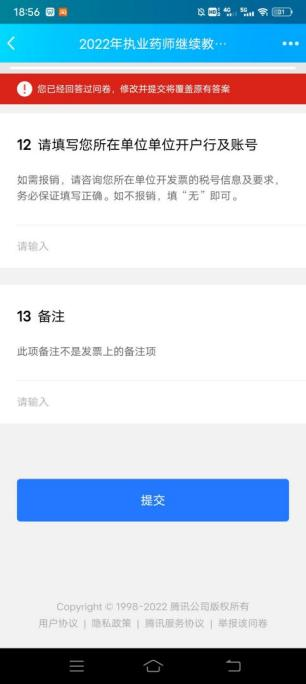 18:56
2022年执业药师继续教…
您已经回答过问卷，修改并提交将覆盖原有答案
12 请填写您所在单位单位开户行及账号
如需报销，请咨询您所在单位开发票的税号信息及要求，
务必保证填写正确。如不报销，填“无”即可。
请输入
13 备注
此项备注不是发票上的备注项
请输入
提交
Copyright © 1998-2022 腾讯公司版权所有
用户协议 | 隐私政策 | 腾讯服务协议 | 举报该问卷